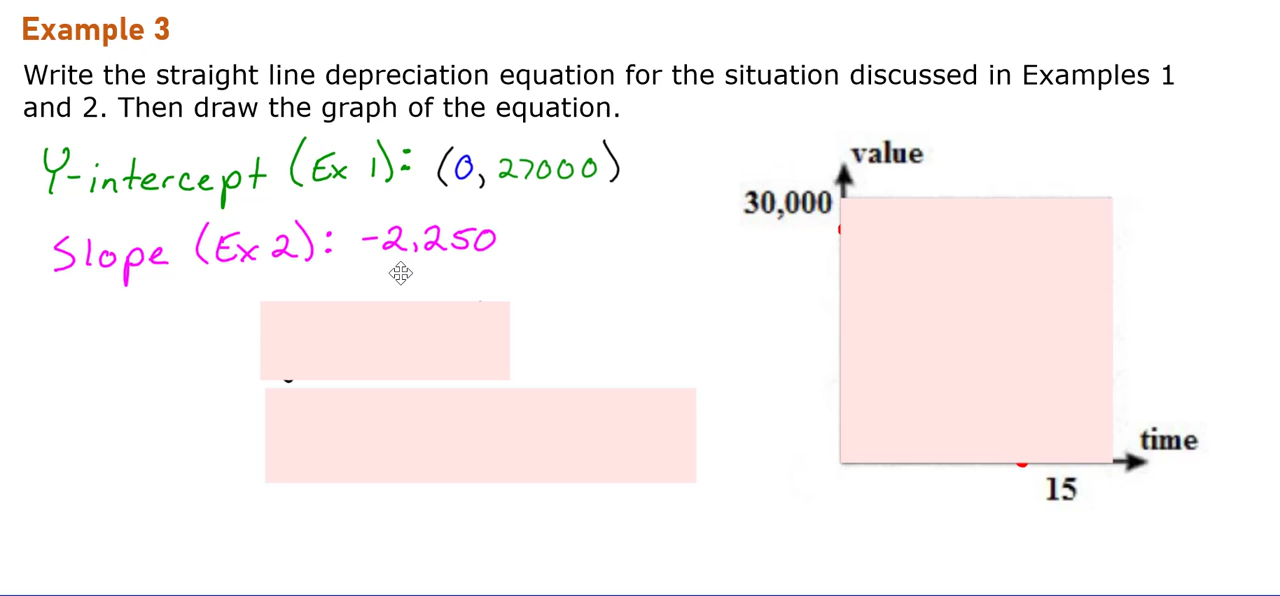 Example 3
Write the straight line depreciation equation for the situation discussed in Examples 1
and 2. Then draw the graph of the equation.
Y-intercept (Ex 1): (0, 27000)
Slope (Ex 2): -2,250
value
30,000
time
15